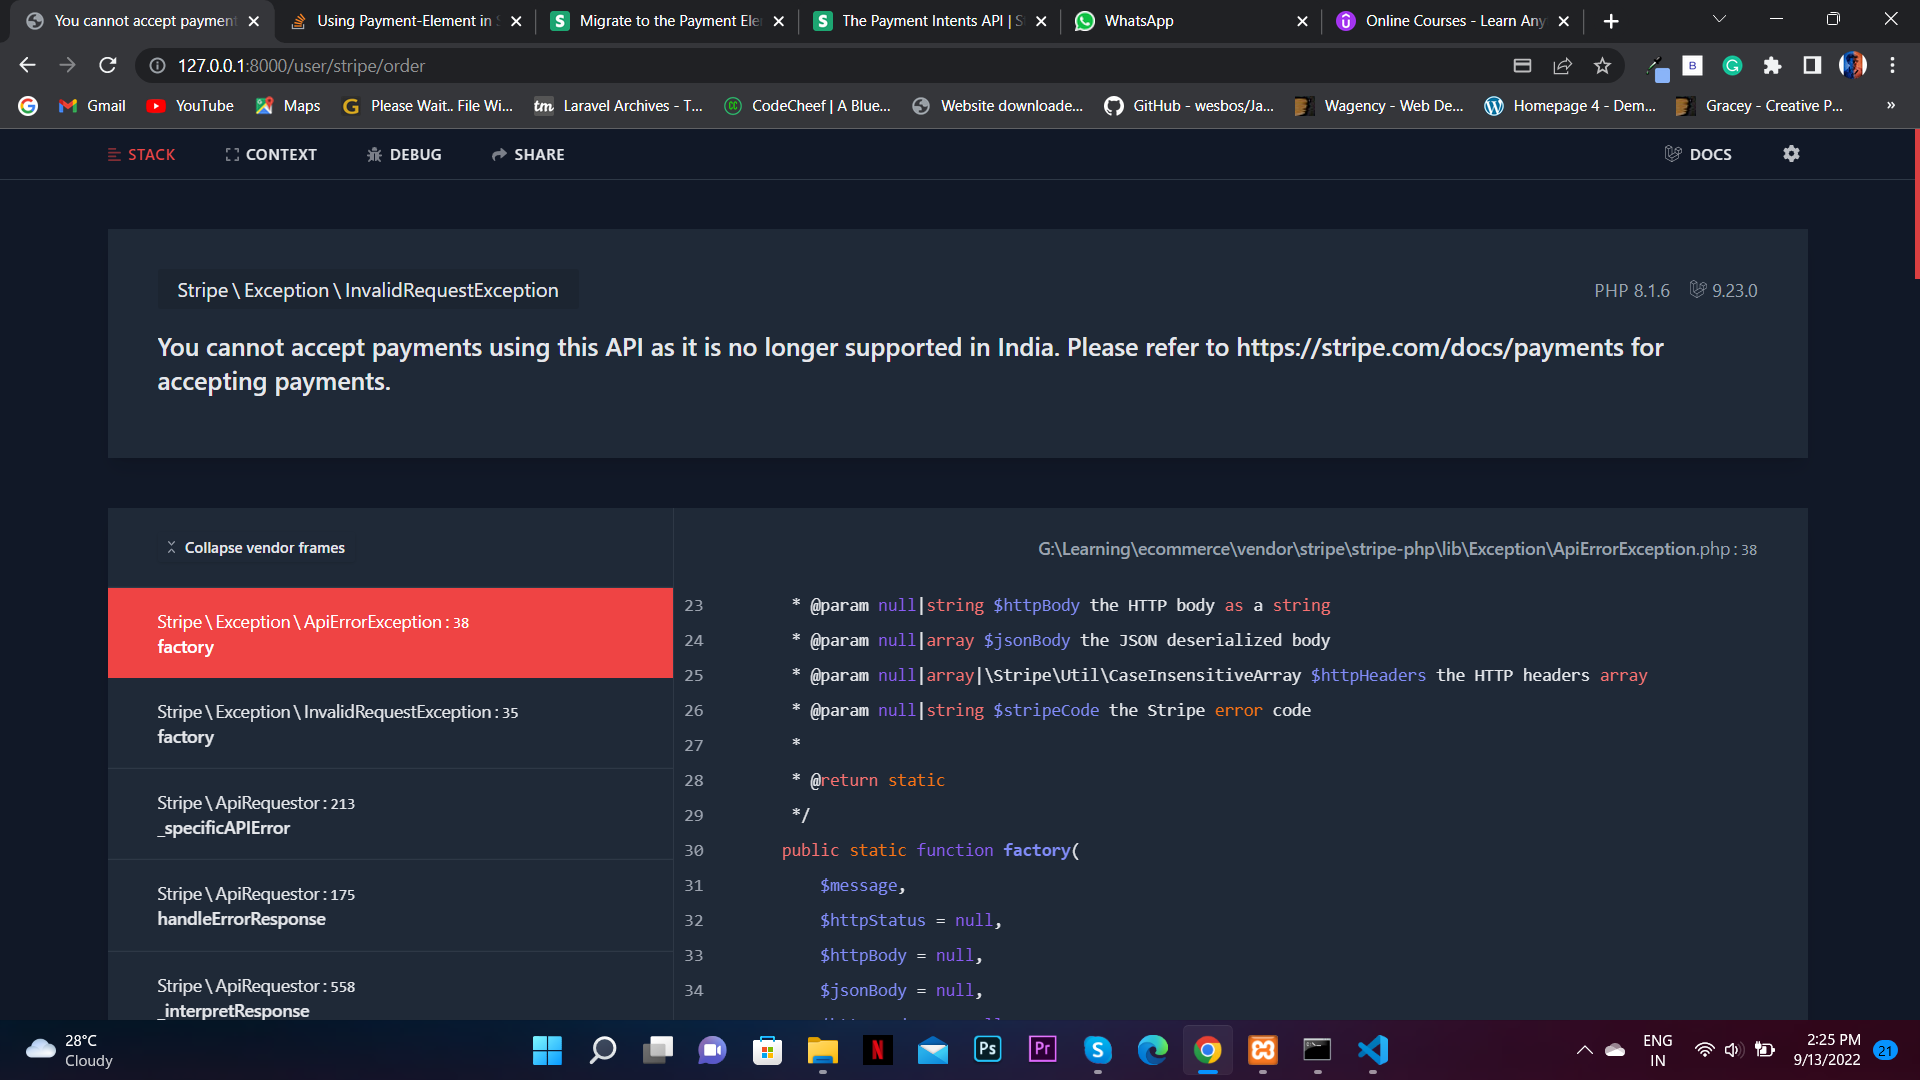 You cannot accept payment
Using Payment-Element in S
Migrate to the Payment Ele
The Payment Intents API | S
WhatsApp
Online Courses - Learn Any
127.0.0.1:8000/user/stripe/order
Gmail
YouTube
Maps
Please Wait.. File Wi...
tm
Laravel Archives - T...
CodeCheef | A Blue...
Website downloade...
GitHub - wesbos/Ja...
Wagency - Web De...
Homepage 4 - Dem...
Gracey - Creative P...
»
STACK
CONTEXT
DEBUG
SHARE
DOCS
Stripe \ Exception \ InvalidRequestException
PHP 8.1.6
9.23.0
You cannot accept payments using this API as it is no longer supported in India. Please refer to https://stripe.com/docs/payments for
accepting payments.
Collapse vendor frames
G:\Learning\ecommerce\vendor\stripe\stripe-php\lib\Exception\ApiErrorException.php : 38
Stripe \ Exception \ ApiErrorException : 38
factory
Stripe \ Exception \ InvalidRequestException : 35
factory
Stripe \ ApiRequestor : 213
_specificAPIError
Stripe \ ApiRequestor : 175
handleErrorResponse
Stripe \ ApiRequestor : 558
_interpretResponse
23 * @param null|string $httpBody the HTTP body as a string
24 * @param null|array $jsonBody the JSON deserialized body
25 * @param null|array|\Stripe\Util\CaseInsensitiveArray $httpHeaders the HTTP headers array
26 * @param null|string $stripeCode the Stripe error code
27 *
28 * @return static
29 */
30 public static function factory(
31 $message,
32 $httpStatus = null,
33 $httpBody = null,
34 $jsonBody = null,
28°C
Cloudy
Ps
Pr
ENG
IN
2:25 PM
9/13/2022
21